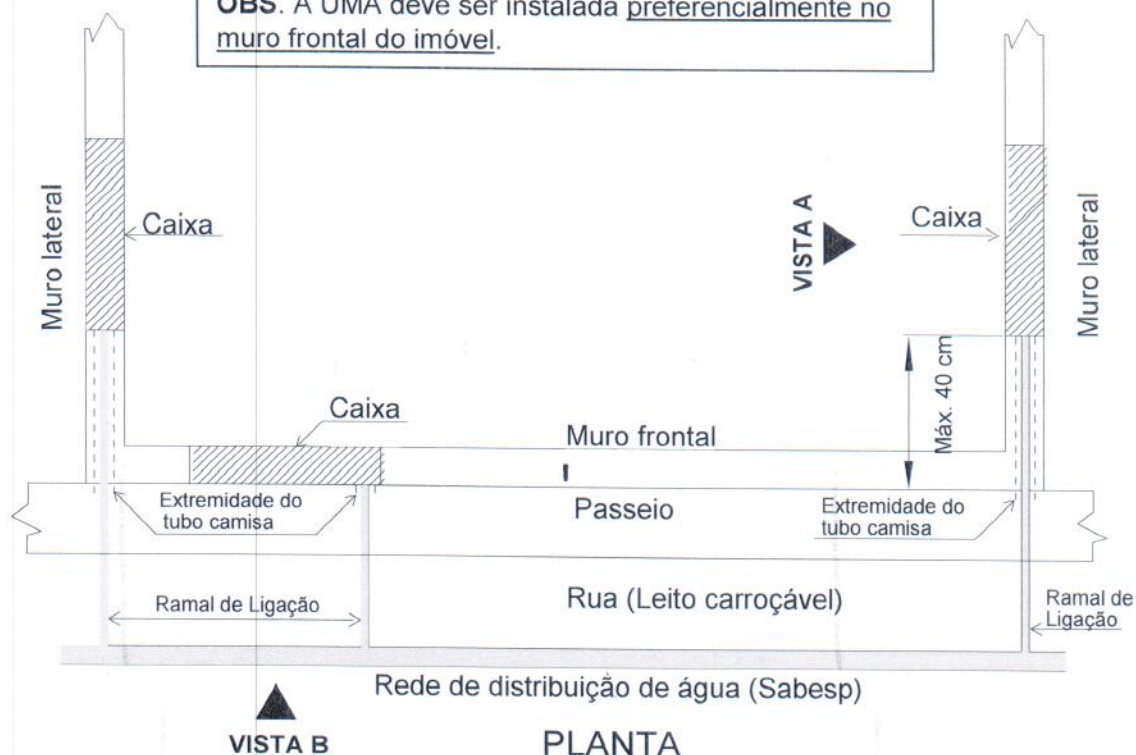 OBS. A UMA deve ser instalada preferencialmente no
muro frontal do imóvel.
Muro lateral
Caixa
VISTA A
Caixa
Muro lateral
Máx. 40 cm
Caixa
Muro frontal
Extremidade do
tubo camisa
Passeio
Extremidade do
tubo camisa
Ramal de Ligação
Rua (Leito carroçável)
Ramal de
Ligação
Rede de distribuição de água (Sabesp)
VISTA B
PLANTA